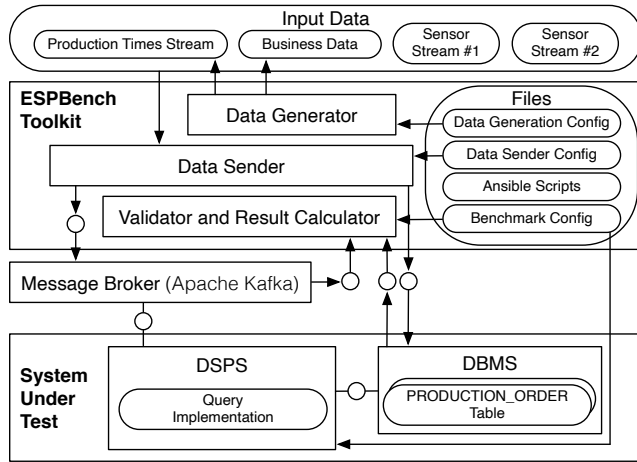 Input Data
Production Times Stream
Business Data
Sensor
Stream #1
Sensor
Stream #2
ESPBench
Toolkit
Data Generator
Data Sender
Validator and Result Calculator
Files
Data Generation Config
Data Sender Config
Ansible Scripts
Benchmark Config
Message Broker (Apache Kafka)
System
Under
Test
DSPS
Query
Implementation
DBMS
PRODUCTION_ORDER
Table